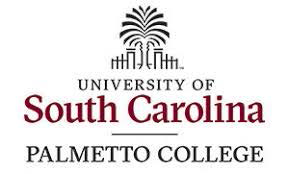 UNIVERSITY OF
South Carolina
PALMETTO COLLEGE